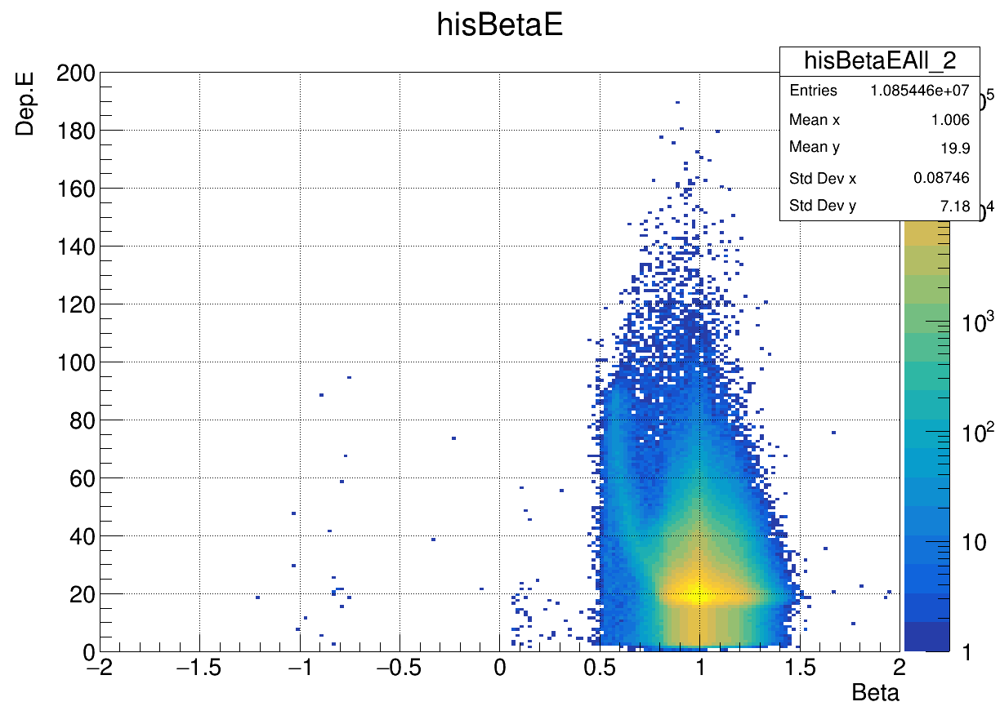 hisBetaE
hisBetaEAll_2
Entries 1.085446e+07
Mean x 1.006
Mean y 19.9
Std Dev x 0.08746
Std Dev y 7.18
Dep.E
200
180
160
140
120
100
80
60
40
20
0
−2 −1.5 −1 −0.5 0 0.5 1 1.5 2
Beta
10³
10²
10
1